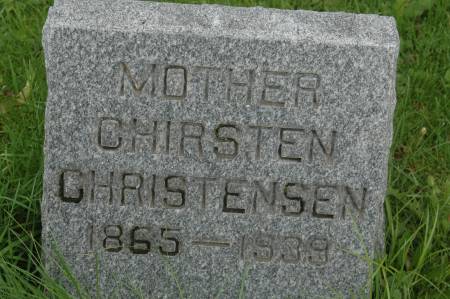 MOTHER
CHIRSTEN
CHRISTENSEN
1865 — 1939